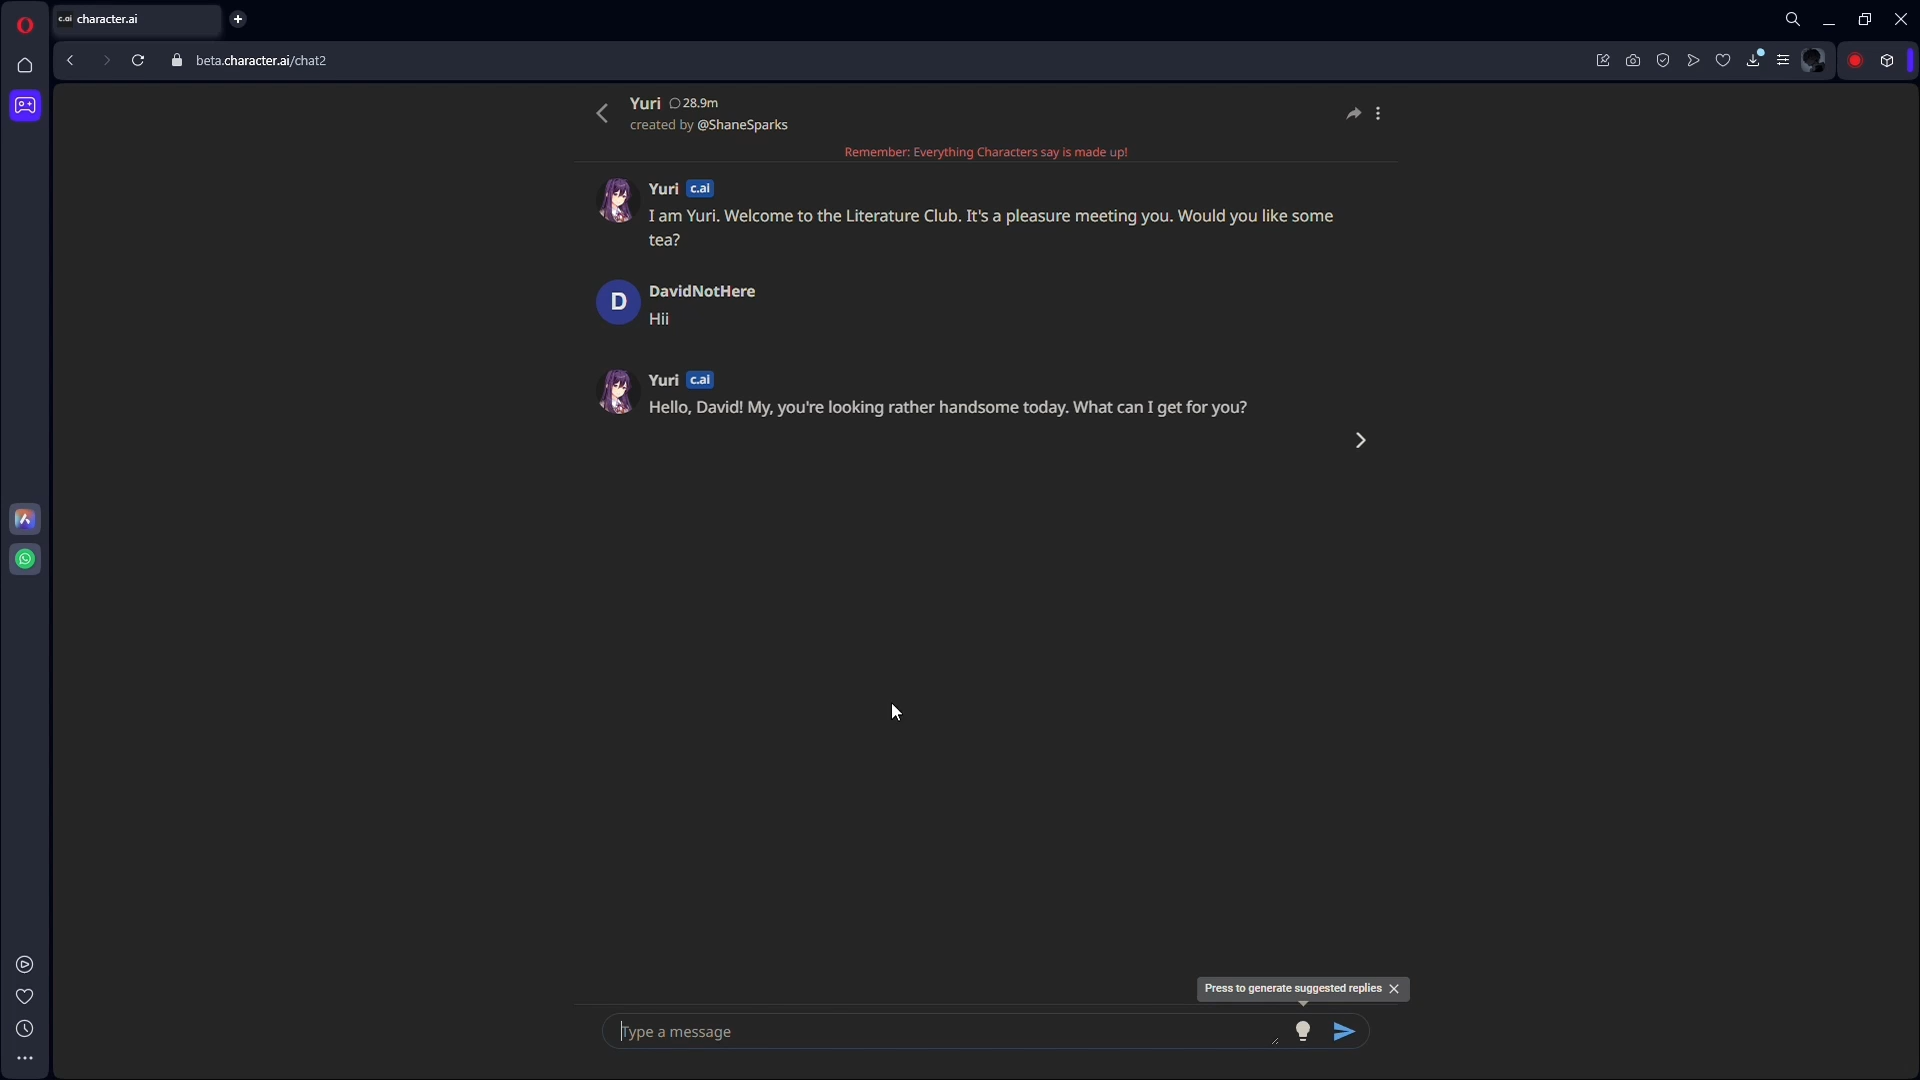 c.ai character.ai
beta.character.ai/chat2
Yuri 28.9m
created by @ShaneSparks
Remember: Everything Characters say is made up!
Yuri c.ai
I am Yuri. Welcome to the Literature Club. It's a pleasure meeting you. Would you like some
tea?
D DavidNotHere
Hii
Yuri c.ai
Hello, David! My, you're looking rather handsome today. What can I get for you?
Press to generate suggested replies
Type a message